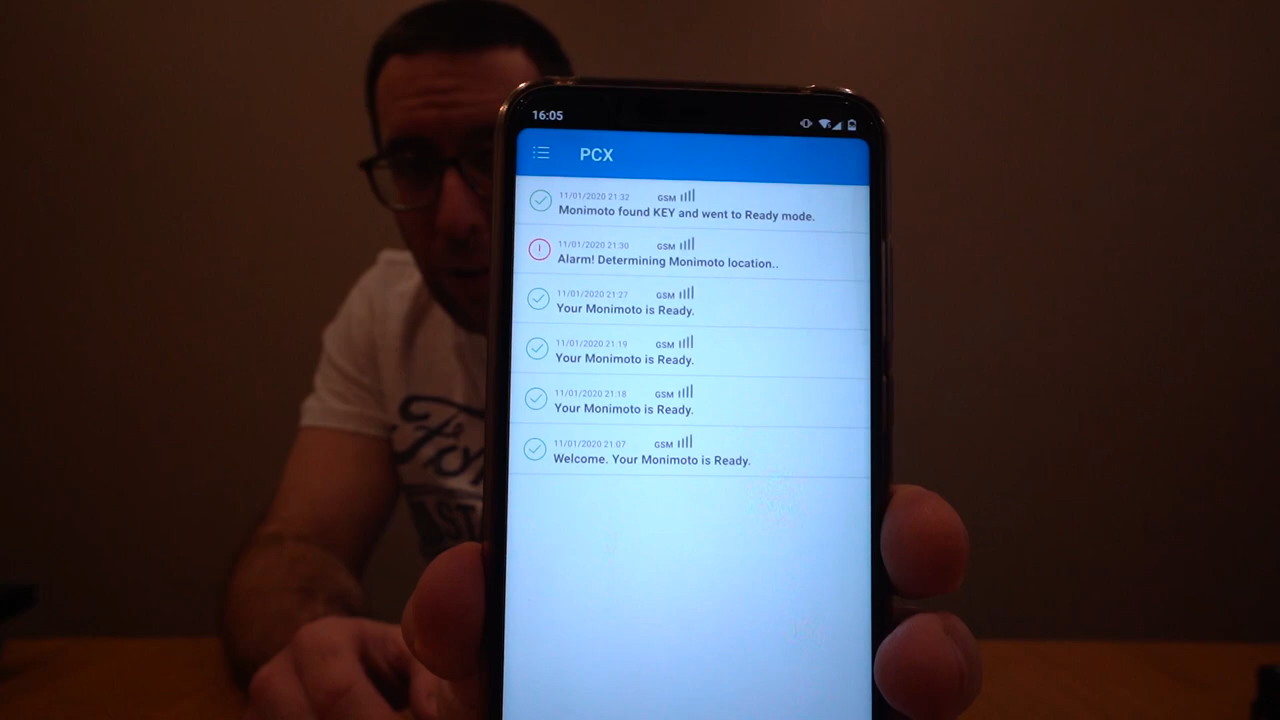 16:05
PCX
11/01/2020 21:32 GSM
Monimoto found KEY and went to Ready mode.
11/01/2020 21:30 GSM
Alarm! Determining Monimoto location..
11/01/2020 21:27 GSM
Your Monimoto is Ready.
11/01/2020 21:19 GSM
Your Monimoto is Ready.
11/01/2020 21:18 GSM
Your Monimoto is Ready.
11/01/2020 21:07 GSM
Welcome. Your Monimoto is Ready.